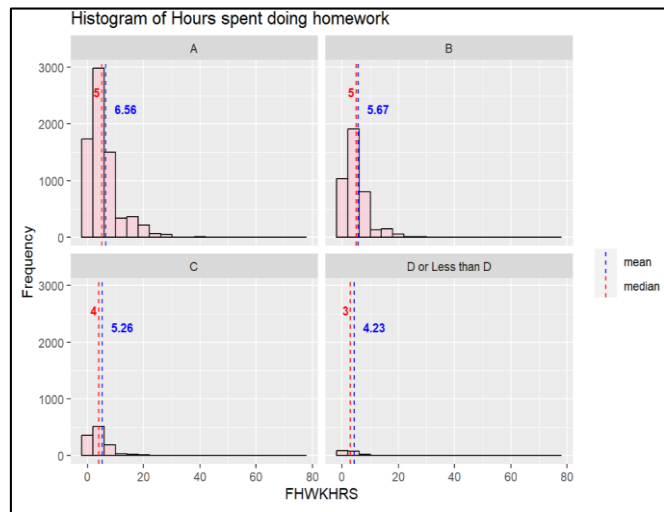 Histogram of Hours spent doing homework
A
B
3000
2000
1000
0
5
6.56
5
5.67
C
D or Less than D
3000
2000
1000
0
4
5.26
3
4.23
0
20
40
60
80
0
20
40
60
80
Frequency
FHWKHRS
mean
median